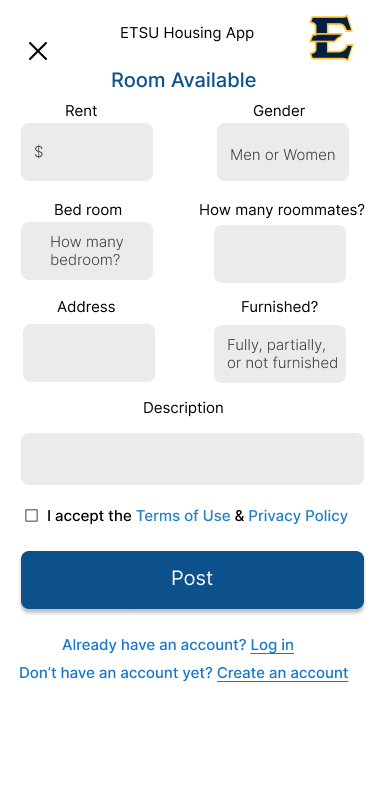 ETSU Housing App
E
Room Available
Rent
Gender
$
Men or Women
Bed room
How many roommates?
How many
bedroom?
Address
Furnished?
Fully, partially,
or not furnished
Description
I accept the Terms of Use & Privacy Policy
Post
Already have an account? Log in
Don’t have an account yet? Create an account